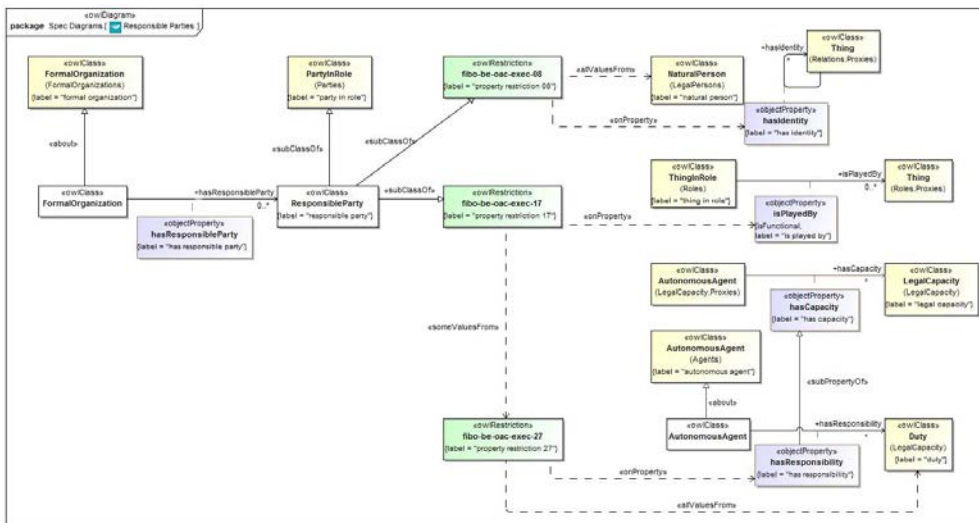 «owlDiagram»
package Spec Diagrams [ Responsible Parties ]
«owlClass»
FormalOrganization
(FormalOrganizations)
{label = "formal organization"}
«owlClass»
PartyInRole
(Parties)
{label = "party in role"}
«owlRestriction»
fibo-be-oac-exec-08
{label = "property restriction 08"}
«allValuesFrom»
«owlClass»
NaturalPerson
(LegalPersons)
{label = "natural person"}
+hasIdentity
*
«owlClass»
Thing
(Relations.Proxies)
«objectProperty»
hasIdentity
{label = "has identity"}
«onProperty»
«about»
«subClassOf»
«subClassOf»
«owlClass»
FormalOrganization
+hasResponsibleParty
0..*
«objectProperty»
hasResponsibleParty
{label = "has responsible party"}
«owlClass»
ResponsibleParty
{label = "responsible party"}
«subClassOf»
«owlRestriction»
fibo-be-oac-exec-17
{label = "property restriction 17"}
«onProperty»
«owlClass»
ThingInRole
(Roles)
{label = "thing in role"}
+isPlayedBy
0..*
«owlClass»
Thing
(Roles.Proxies)
«objectProperty»
isPlayedBy
{isFunctional,
label = "is played by"}
«owlClass»
AutonomousAgent
(LegalCapacity.Proxies)
+hasCapacity
*
«owlClass»
LegalCapacity
(LegalCapacity)
{label = "legal capacity"}
«objectProperty»
hasCapacity
{label = "has capacity"}
«someValuesFrom»
«owlClass»
AutonomousAgent
(Agents)
{label = "autonomous agent"}
«subPropertyOf»
«about»
«owlRestriction»
fibo-be-oac-exec-27
{label = "property restriction 27"}
«owlClass»
AutonomousAgent
+hasResponsibility
*
«owlClass»
Duty
(LegalCapacity)
{label = "duty"}
«objectProperty»
hasResponsibility
{label = "has responsibility"}
«onProperty»
«allValuesFrom»